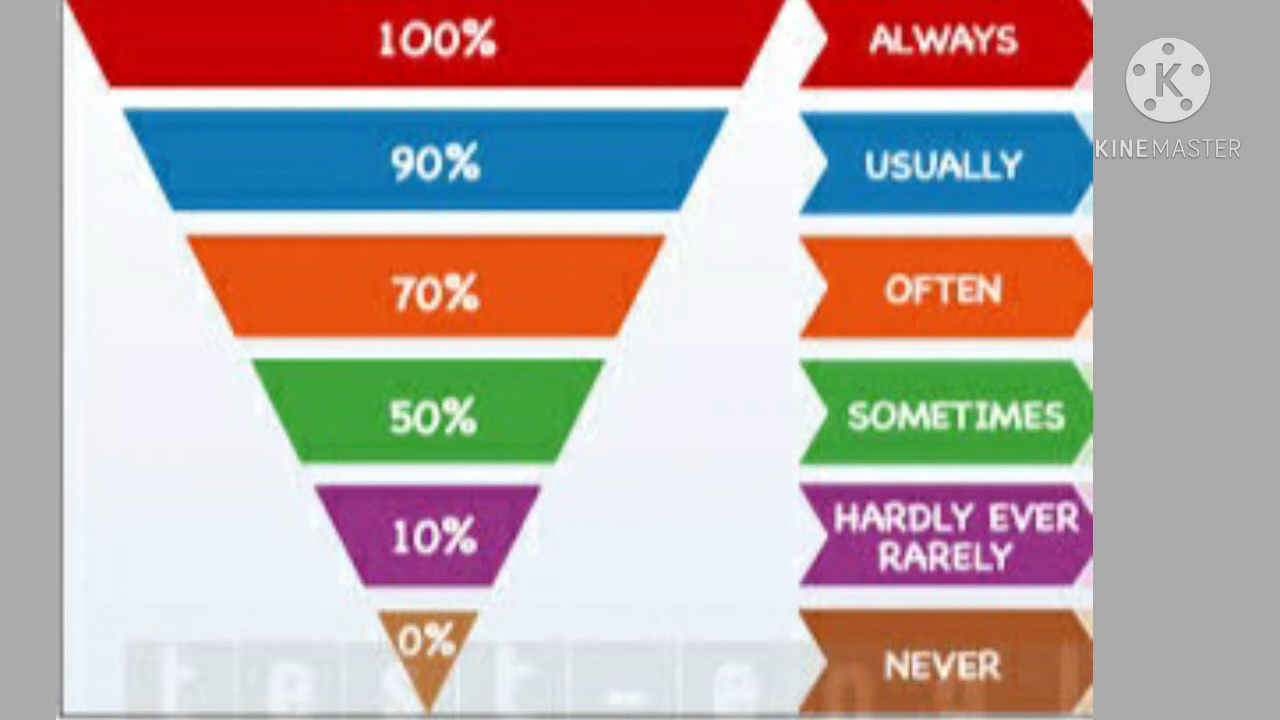 100% ALWAYS
90% USUALLY
70% OFTEN
50% SOMETIMES
10% HARDLY EVER
RARELY
0% NEVER
KINEMASTER